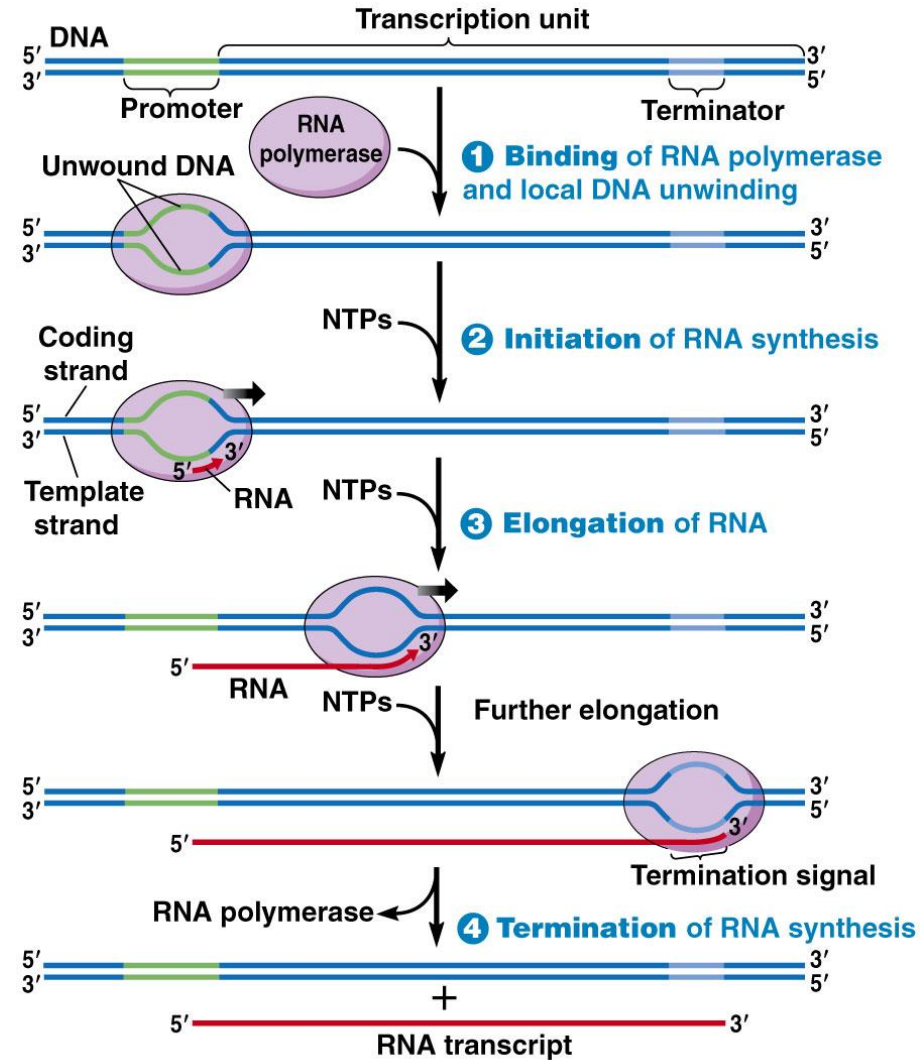 Transcription unit
DNA
5′ 3′
3′ 5′
Promoter
Terminator
RNA
polymerase
1 Binding of RNA polymerase
and local DNA unwinding
Unwound DNA
5′ 3′
3′ 5′
NTPs
2 Initiation of RNA synthesis
Coding
strand
5′ 3′
3′ 5′
5′ 3′
RNA
Template
strand
NTPs
3 Elongation of RNA
5′ 3′
3′ 5′
3′
5′
RNA
NTPs
Further elongation
5′ 3′
3′ 5′
3′
5′
Termination signal
RNA polymerase
4 Termination of RNA synthesis
5′ 3′
3′ 5′
+
5′ 3′
RNA transcript